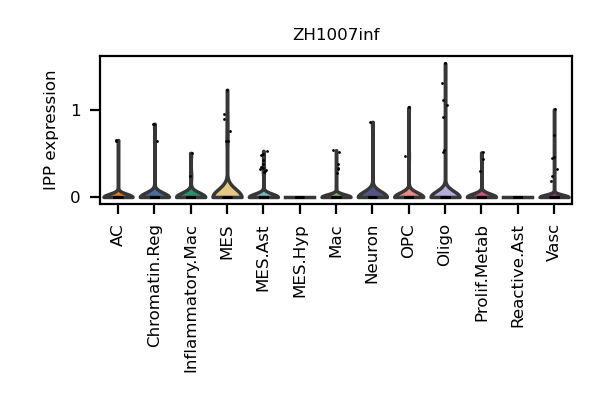 ZH1007inf
IPP expression
1
0
AC
Chromatin.Reg
Inflammatory.Mac
MES
MES.Ast
MES.Hyp
Mac
Neuron
OPC
Oligo
Prolif.Metab
Reactive.Ast
Vasc